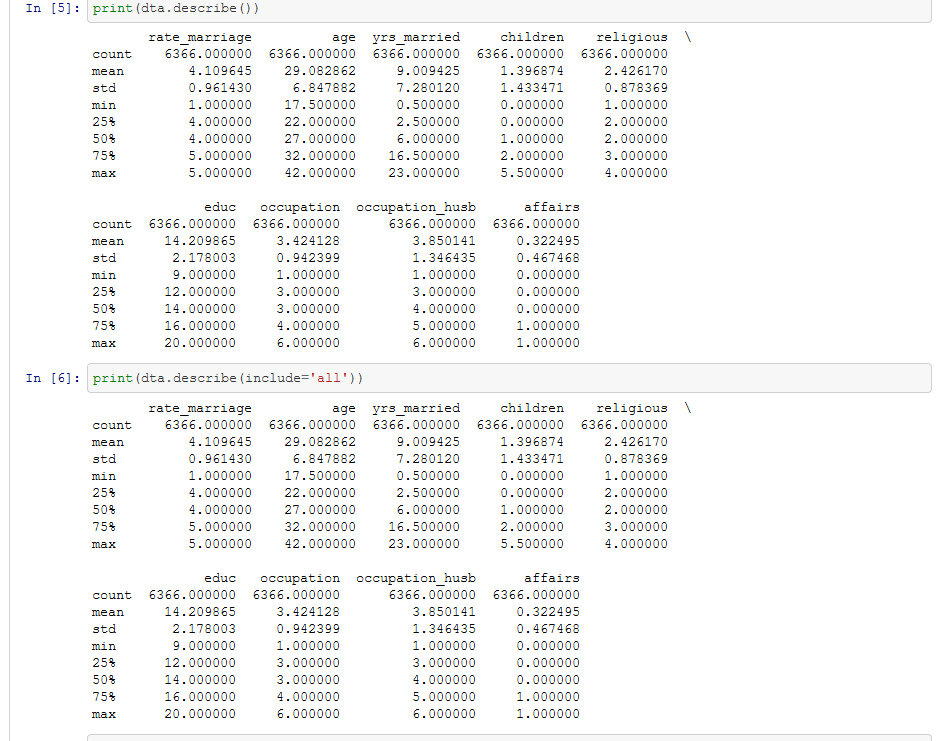 In [5]: print(dta.describe())
rate_marriage age yrs_married children religious \
count 6366.000000 6366.000000 6366.000000 6366.000000 6366.000000
mean 4.109645 29.082862 9.009425 1.396874 2.426170
std 0.961430 6.847882 7.280120 1.433471 0.878369
min 1.000000 17.500000 0.500000 0.000000 1.000000
25% 4.000000 22.000000 2.500000 0.000000 2.000000
50% 4.000000 27.000000 6.000000 1.000000 2.000000
75% 5.000000 32.000000 16.500000 2.000000 3.000000
max 5.000000 42.000000 23.000000 5.500000 4.000000
educ occupation occupation_husb affairs
count 6366.000000 6366.000000 6366.000000 6366.000000
mean 14.209865 3.424128 3.850141 0.322495
std 2.178003 0.942399 1.346435 0.467468
min 9.000000 1.000000 1.000000 0.000000
25% 12.000000 3.000000 3.000000 0.000000
50% 14.000000 3.000000 4.000000 0.000000
75% 16.000000 4.000000 5.000000 1.000000
max 20.000000 6.000000 6.000000 1.000000
In [6]: print(dta.describe(include='all'))
rate_marriage age yrs_married children religious \
count 6366.000000 6366.000000 6366.000000 6366.000000 6366.000000
mean 4.109645 29.082862 9.009425 1.396874 2.426170
std 0.961430 6.847882 7.280120 1.433471 0.878369
min 1.000000 17.500000 0.500000 0.000000 1.000000
25% 4.000000 22.000000 2.500000 0.000000 2.000000
50% 4.000000 27.000000 6.000000 1.000000 2.000000
75% 5.000000 32.000000 16.500000 2.000000 3.000000
max 5.000000 42.000000 23.000000 5.500000 4.000000
educ occupation occupation_husb affairs
count 6366.000000 6366.000000 6366.000000 6366.000000
mean 14.209865 3.424128 3.850141 0.322495
std 2.178003 0.942399 1.346435 0.467468
min 9.000000 1.000000 1.000000 0.000000
25% 12.000000 3.000000 3.000000 0.000000
50% 14.000000 3.000000 4.000000 0.000000
75% 16.000000 4.000000 5.000000 1.000000
max 20.000000 6.000000 6.000000 1.000000